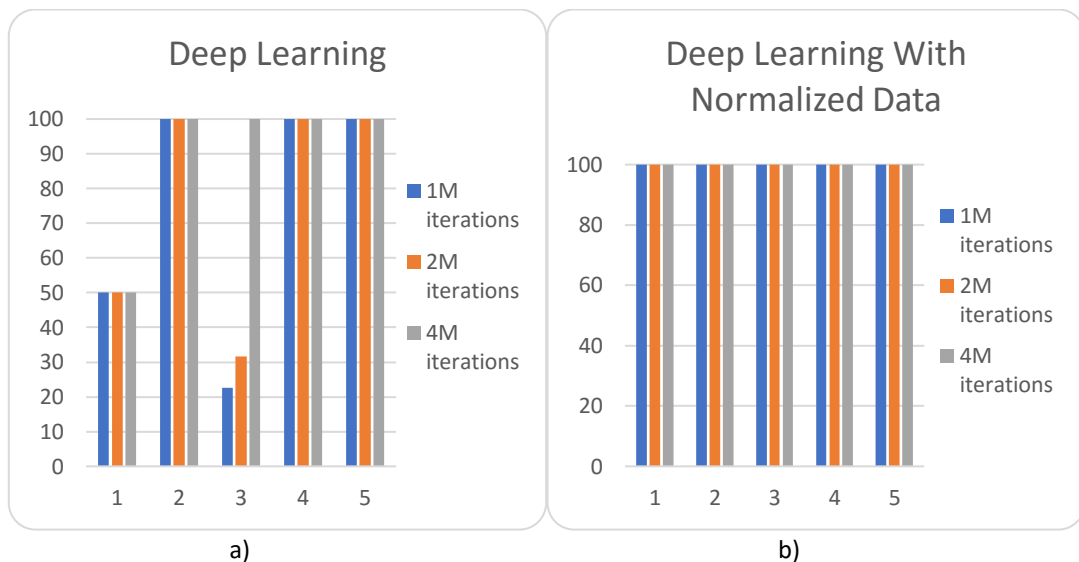 Deep Learning
100
90
80
70
60
50
40
30
20
10
0
1 2 3 4 5
1M
iterations
2M
iterations
4M
iterations
a)
Deep Learning With
Normalized Data
100
80
60
40
20
0
1 2 3 4 5
1M
iterations
2M
iterations
4M
iterations
b)